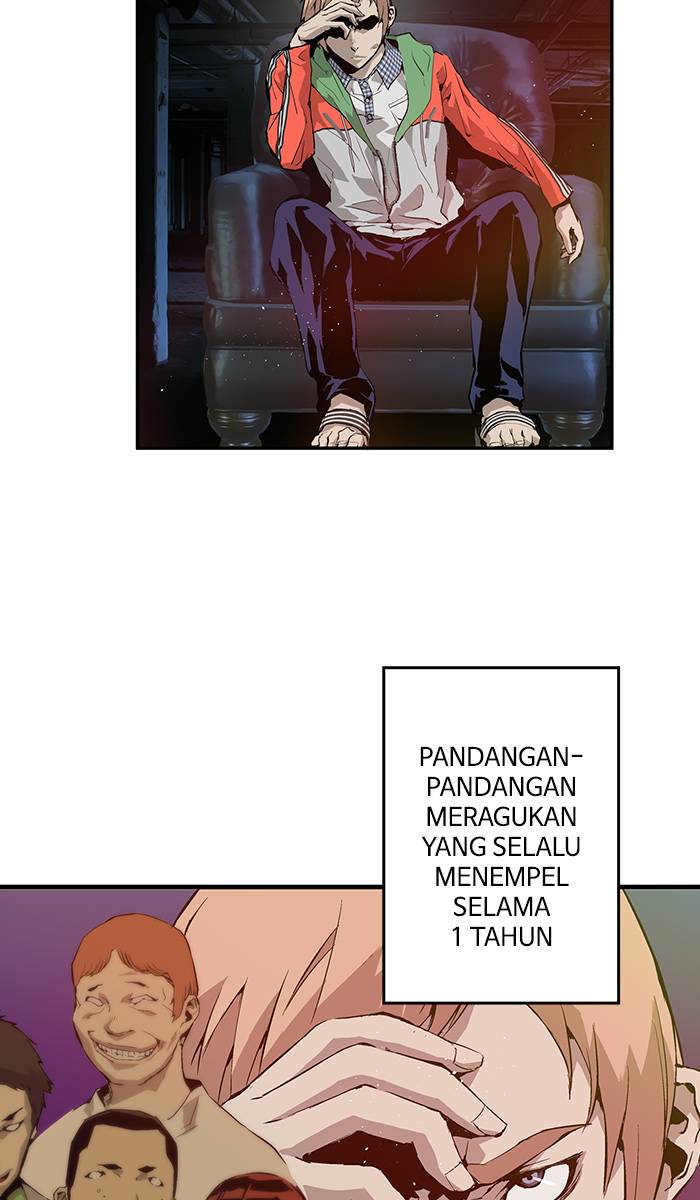 PANDANGAN-
PANDANGAN
MERAGUKAN
YANG SELALU
MENEMPEL
SELAMA
1 TAHUN